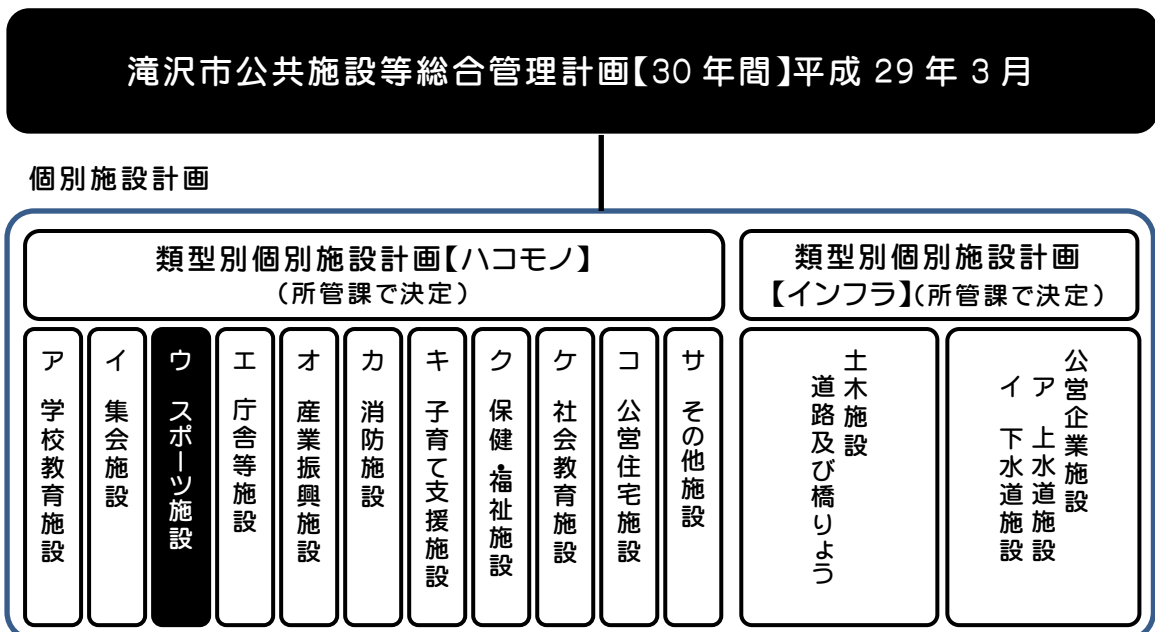 滝沢市公共施設等総合管理計画【30年間】平成29年3月
個別施設計画
類型別個別施設計画【ハコモノ】
（所管課で決定）
ア 学校教育施設
イ 集会施設
ウ スポーツ施設
エ 庁舎等施設
オ 産業振興施設
カ 消防施設
キ 子育て支援施設
ク 保健・福祉施設
ケ 社会教育施設
コ 公営住宅施設
サ その他施設
類型別個別施設計画
【インフラ】（所管課で決定）
土木施設
道路及び橋りょう
公営企業施設
ア 上水道施設
イ 下水道施設